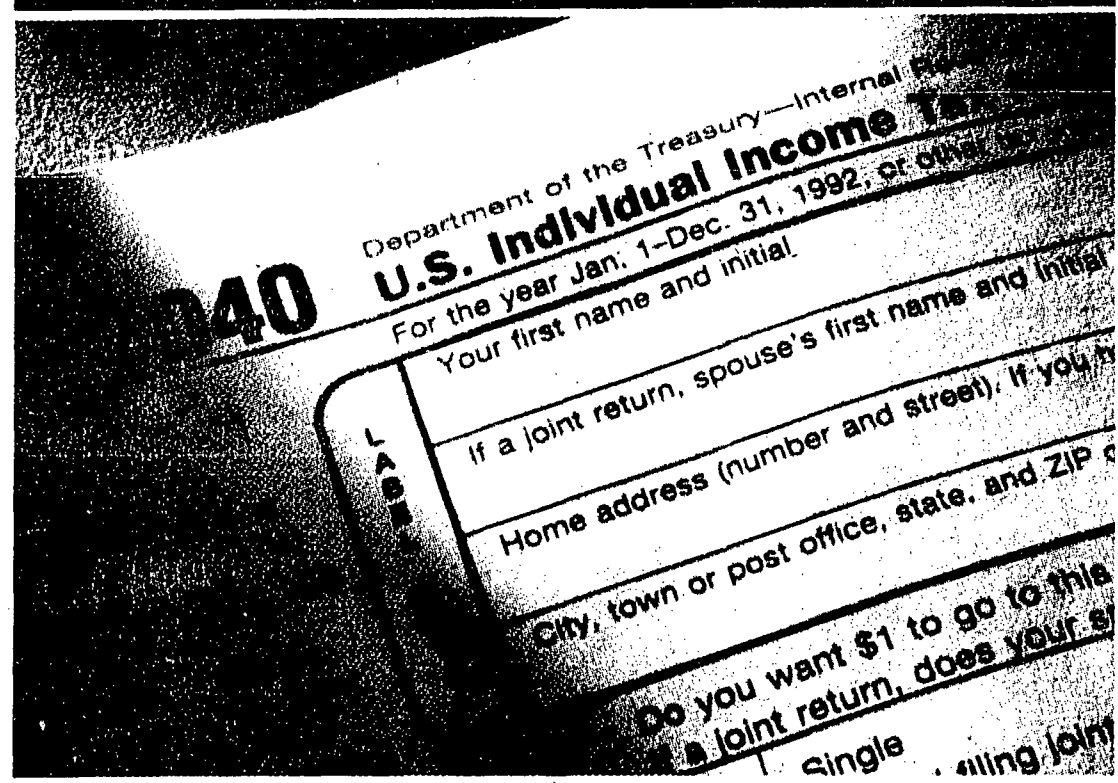 Department of the Treasury—Internal
U.S. Individual Income Tax
40
For the year Jan. 1–Dec. 31, 1992, or other
Your first name and initial
If a joint return, spouse's first name and initial
LABEL
Home address (number and street). If you
City, town or post office, state, and ZIP
Do you want $1 to go to this
a joint return, does your
Single
filing joint